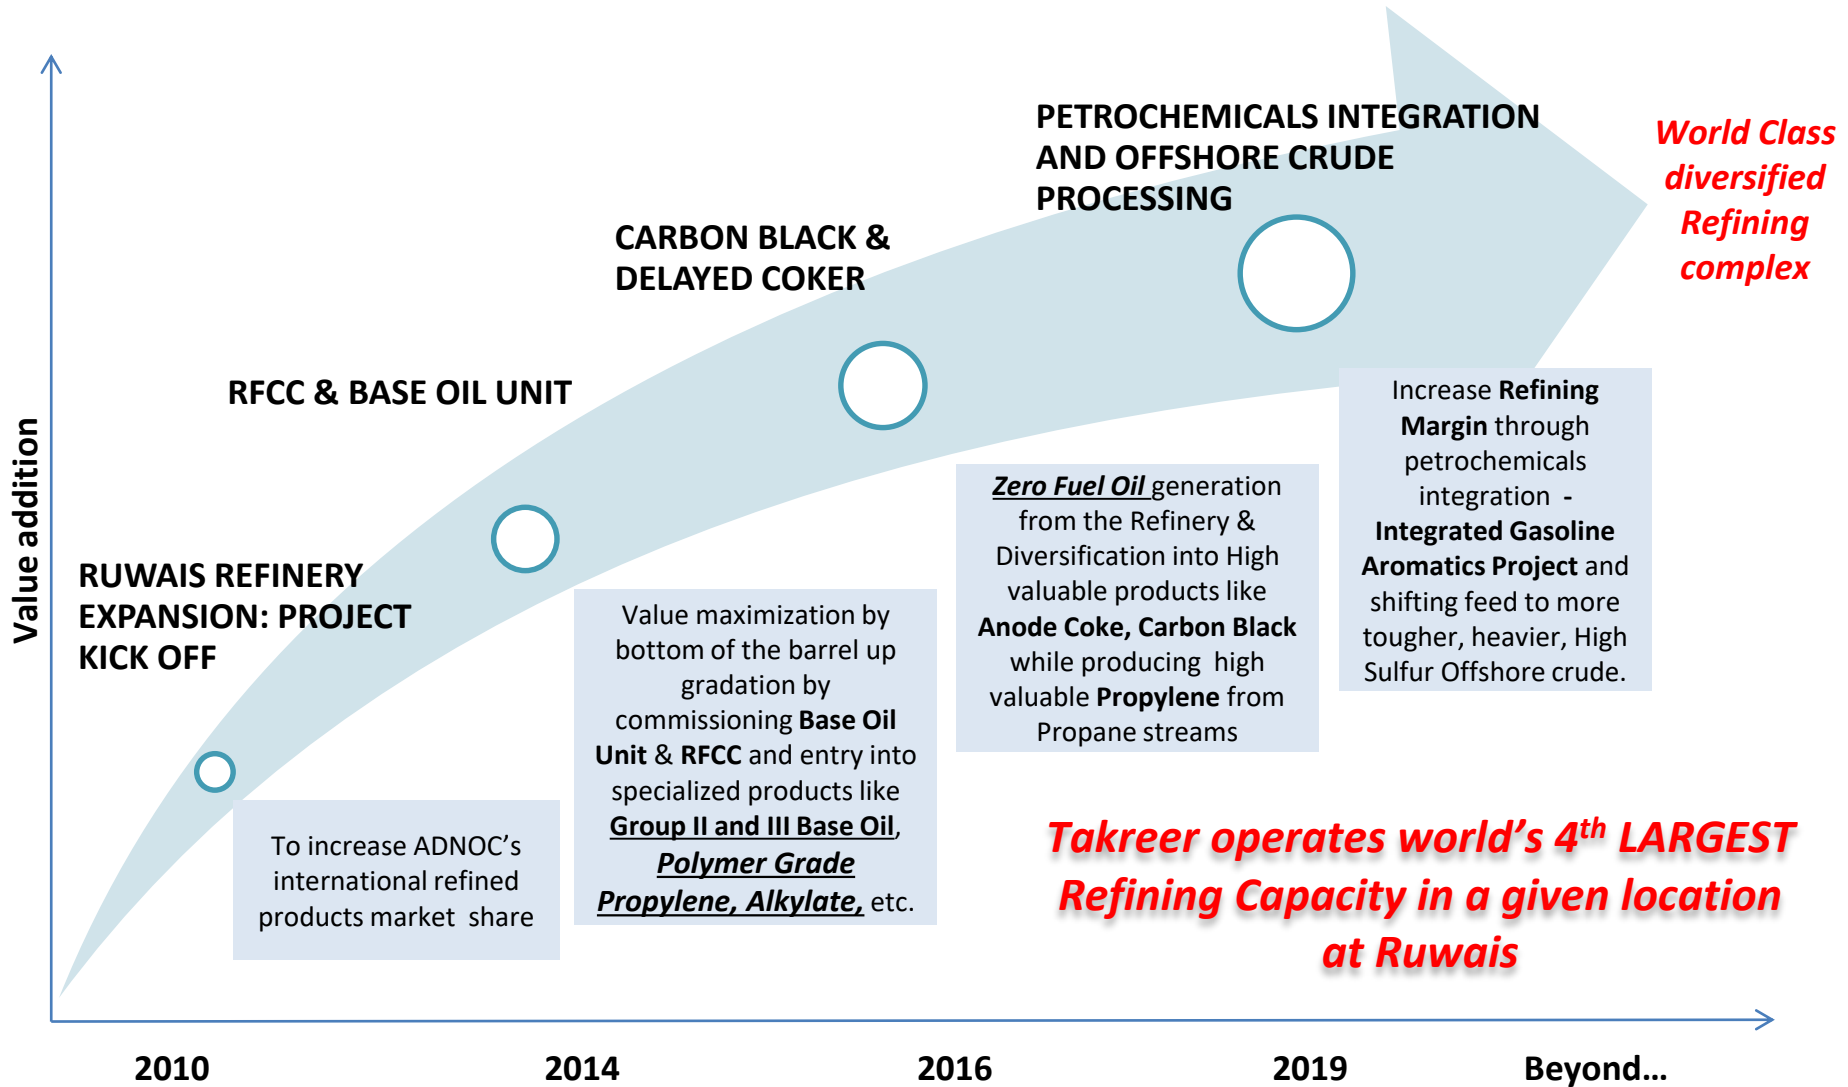 PETROCHEMICALS INTEGRATION
AND OFFSHORE CRUDE
PROCESSING
World Class
diversified
Refining
complex
CARBON BLACK &
DELAYED COKER
RFCC & BASE OIL UNIT
RUWAIS REFINERY
EXPANSION: PROJECT
KICK OFF
Value addition
To increase ADNOC's
international refined
products market share
Value maximization by
bottom of the barrel up
gradation by
commissioning Base Oil
Unit & RFCC and entry into
specialized products like
Group II and III Base Oil,
Polymer Grade
Propylene, Alkylate, etc.
Zero Fuel Oil generation
from the Refinery &
Diversification into High
valuable products like
Anode Coke, Carbon Black
while producing high
valuable Propylene from
Propane streams
Increase Refining
Margin through
petrochemicals
integration -
Integrated Gasoline
Aromatics Project and
shifting feed to more
tougher, heavier, High
Sulfur Offshore crude.
Takreer operates world's 4th LARGEST
Refining Capacity in a given location
at Ruwais
2010 2014 2016 2019 Beyond...